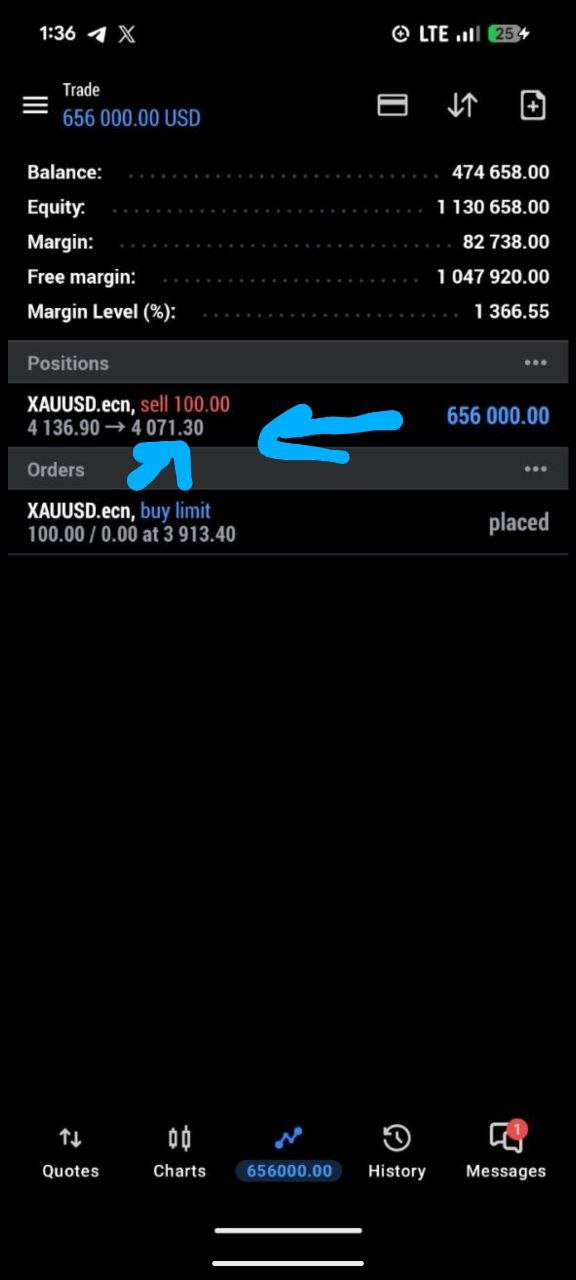 1:36 LTE 25
Trade
656 000.00 USD
Balance: 474 658.00
Equity: 1 130 658.00
Margin: 82 738.00
Free margin: 1 047 920.00
Margin Level (%): 1 366.55
Positions
XAUUSD.ecn, sell 100.00
4 136.90 → 4 071.30
656 000.00
Orders
XAUUSD.ecn, buy limit
100.00 / 0.00 at 3 913.40
placed
1
Quotes Charts 656000.00 History Messages